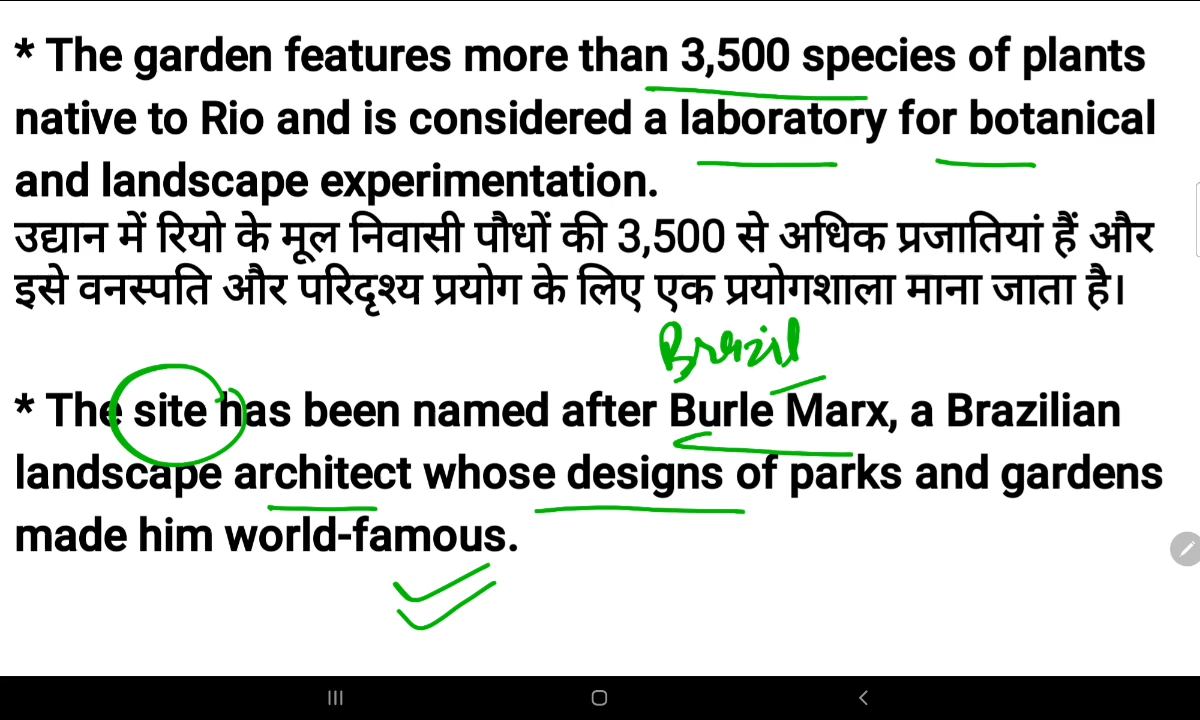 * The garden features more than 3,500 species of plants
native to Rio and is considered a laboratory for botanical
and landscape experimentation.
उद्यान में रियो के मूल निवासी पौधों की 3,500 से अधिक प्रजातियां हैं और
इसे वनस्पति और परिदृश्य प्रयोग के लिए एक प्रयोगशाला माना जाता है।
Brazil
* The site has been named after Burle Marx, a Brazilian
landscape architect whose designs of parks and gardens
made him world-famous.